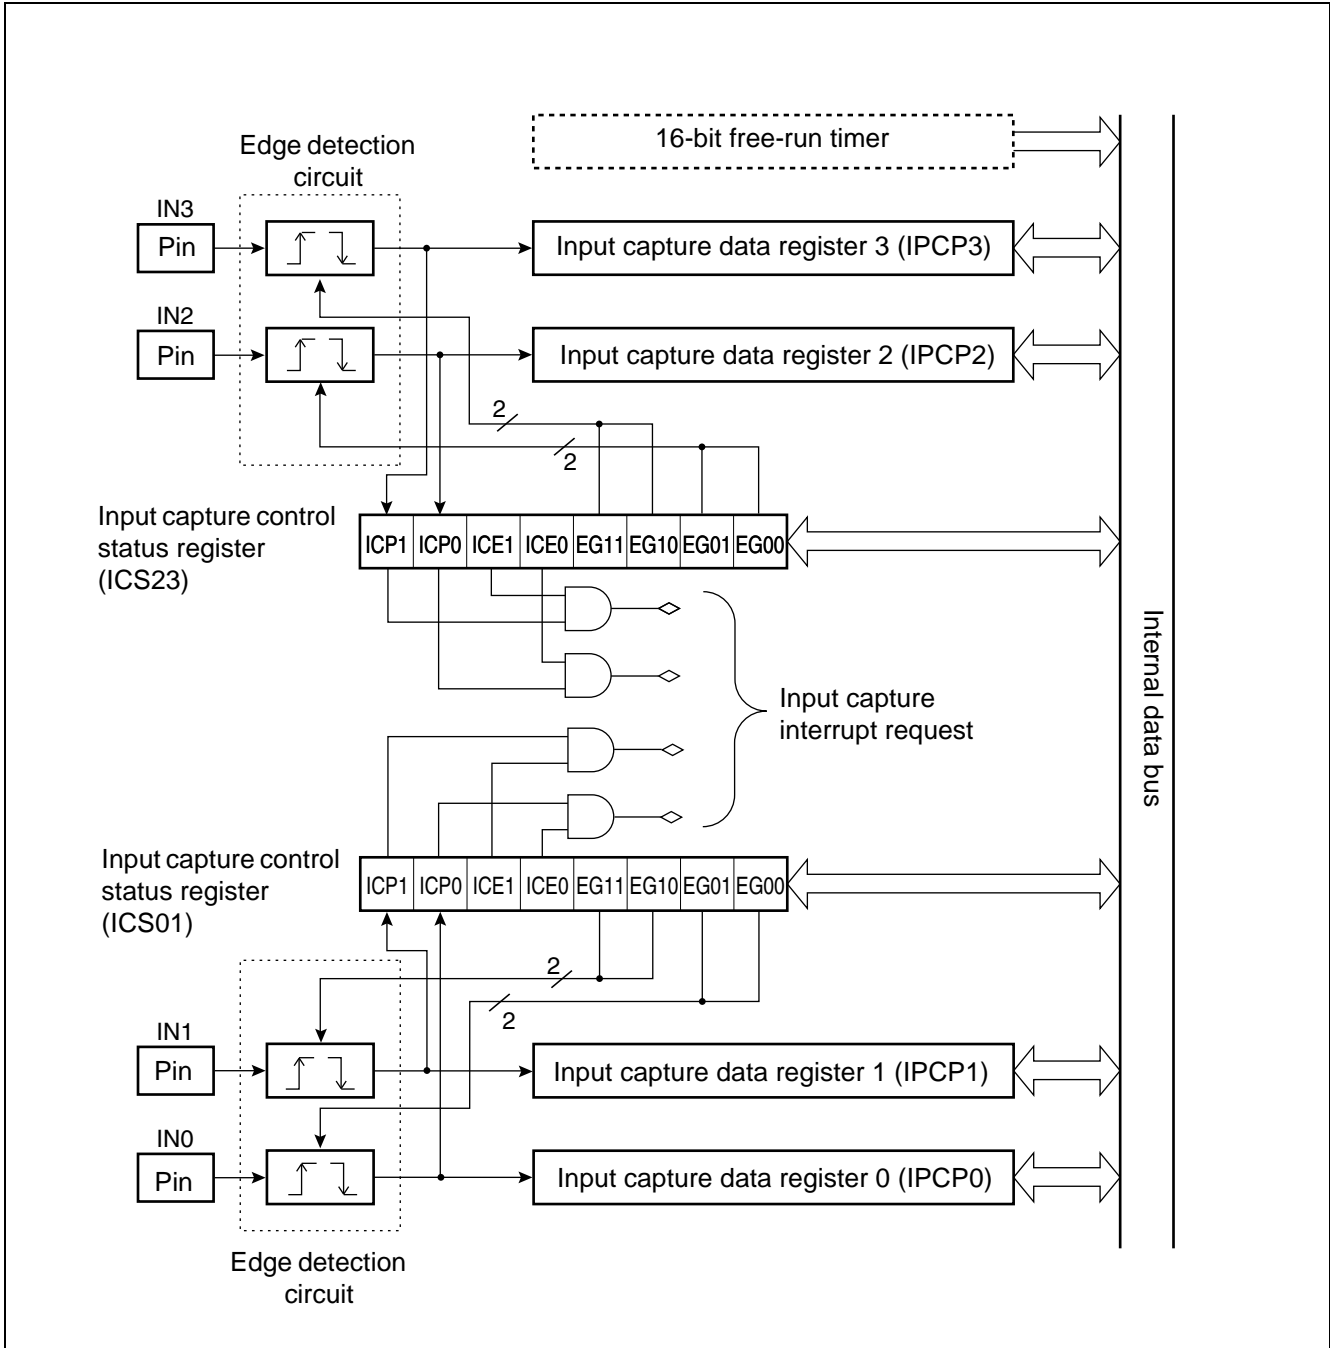 16-bit free-run timer
Edge detection
circuit
IN3
Pin
Input capture data register 3 (IPCP3)
IN2
Pin
Input capture data register 2 (IPCP2)
2
2
Input capture control
status register
(ICS23)
ICP1 ICP0 ICE1 ICE0 EG11 EG10 EG01 EG00
Input capture
interrupt request
Internal data bus
Input capture control
status register
(ICS01)
ICP1 ICP0 ICE1 ICE0 EG11 EG10 EG01 EG00
2
2
IN1
Pin
Input capture data register 1 (IPCP1)
IN0
Pin
Input capture data register 0 (IPCP0)
Edge detection
circuit